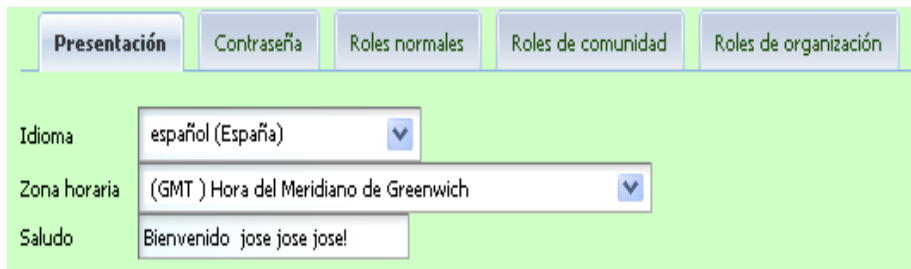 Presentación Contraseña Roles normales Roles de comunidad Roles de organización
Idioma español (España)
Zona horaria (GMT ) Hora del Meridiano de Greenwich
Saludo Bienvenido jose jose jose!